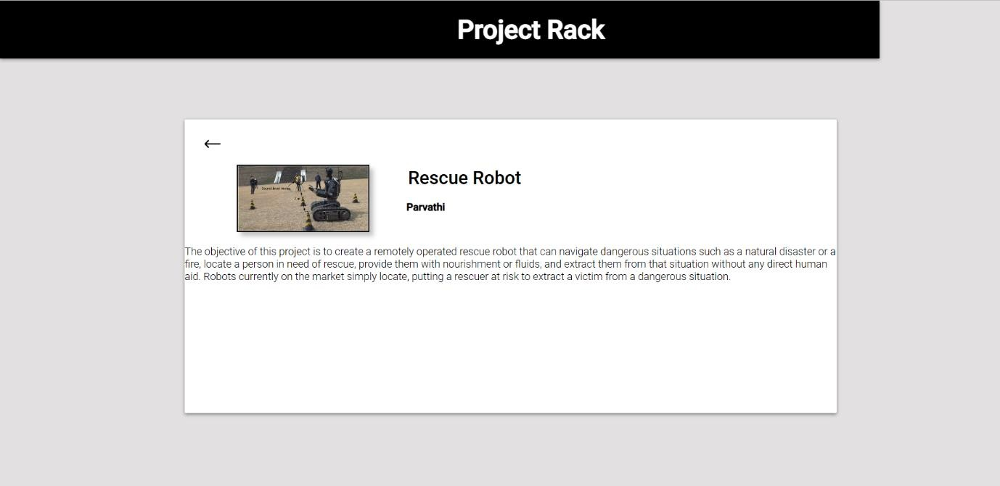 Project Rack
Rescue Robot
Sound level meter
1 m
Parvathi
The objective of this project is to create a remotely operated rescue robot that can navigate dangerous situations such as a natural disaster or a
fire, locate a person in need of rescue, provide them with nourishment or fluids, and extract them from that situation without any direct human
aid. Robots currently on the market simply locate, putting a rescuer at risk to extract a victim from a dangerous situation.